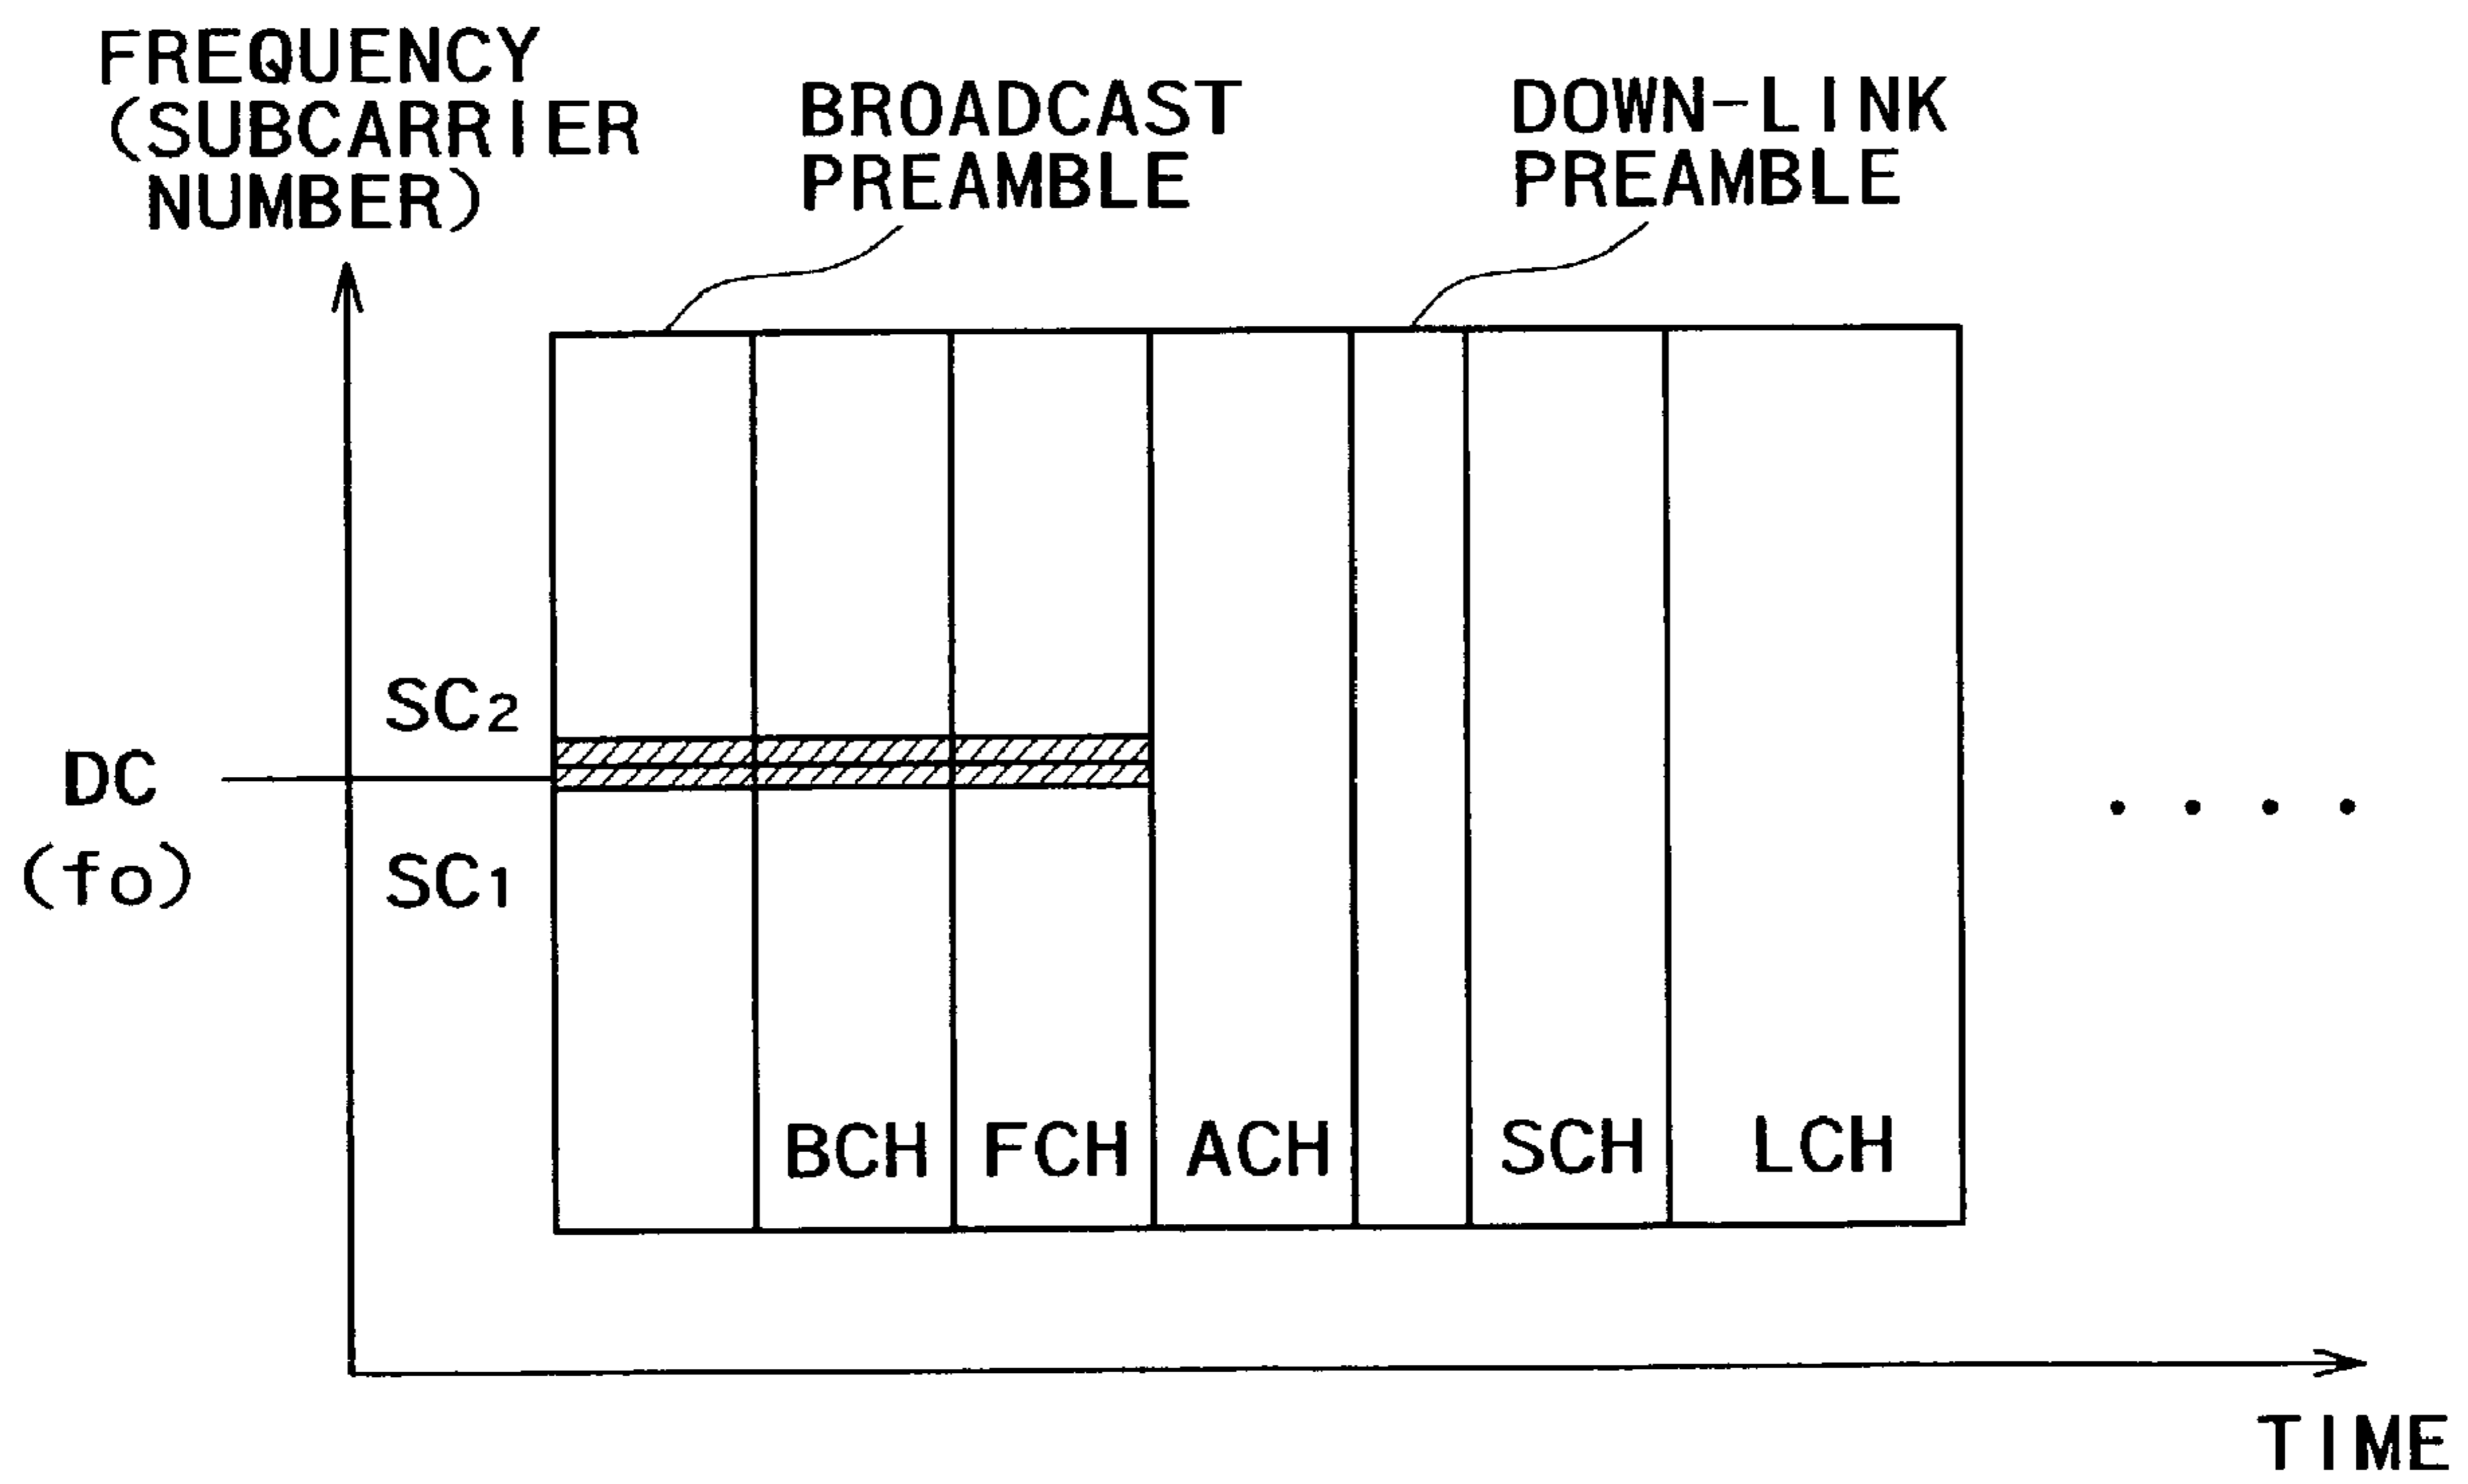 FREQUENCY
(SUBCARRIER
NUMBER)
BROADCAST
PREAMBLE
DOWN-LINK
PREAMBLE
SC2
DC
(fo)
SC1
BCH FCH ACH SCH LCH
TIME